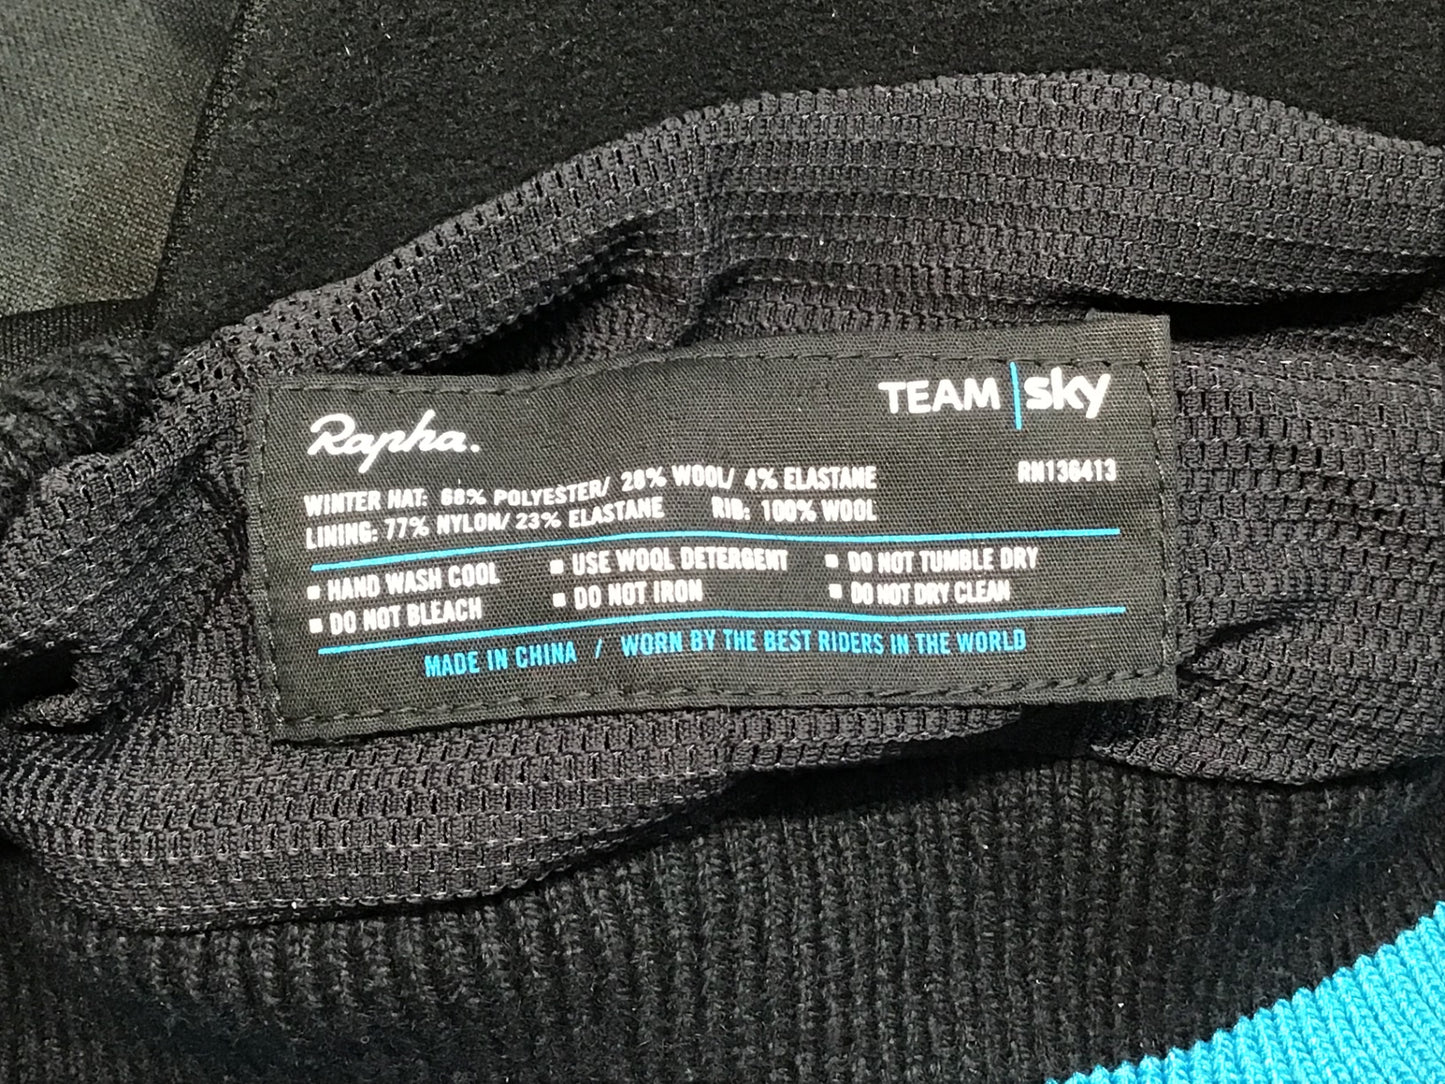 Rapha.
TEAM sky
WINTER HAT: 68% POLYESTER/ 28% WOOL/ 4% ELASTANE
RN136413
LINING: 77% NYLON/ 23% ELASTANE RIB: 100% WOOL
▪ HAND WASH COOL ▪ USE WOOL DETERGENT ▪ DO NOT TUMBLE DRY
▪ DO NOT BLEACH ▪ DO NOT IRON ▪ DO NOT DRY CLEAN
MADE IN CHINA / WORN BY THE BEST RIDERS IN THE WORLD